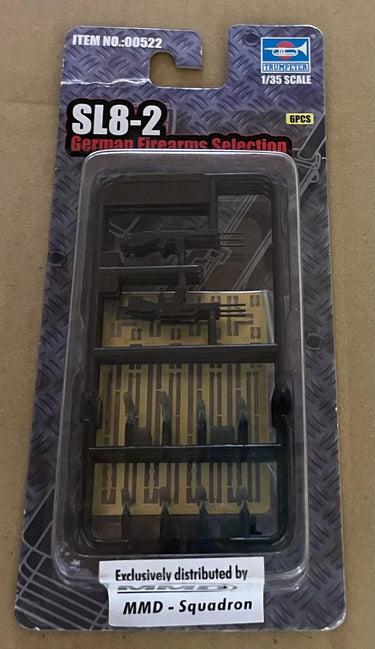 ITEM NO.:00522
TRUMPETER
1/35 SCALE
SL8-2
6PCS
German Firearms Selection
Exclusively distributed by
MMD
MMD - Squadron